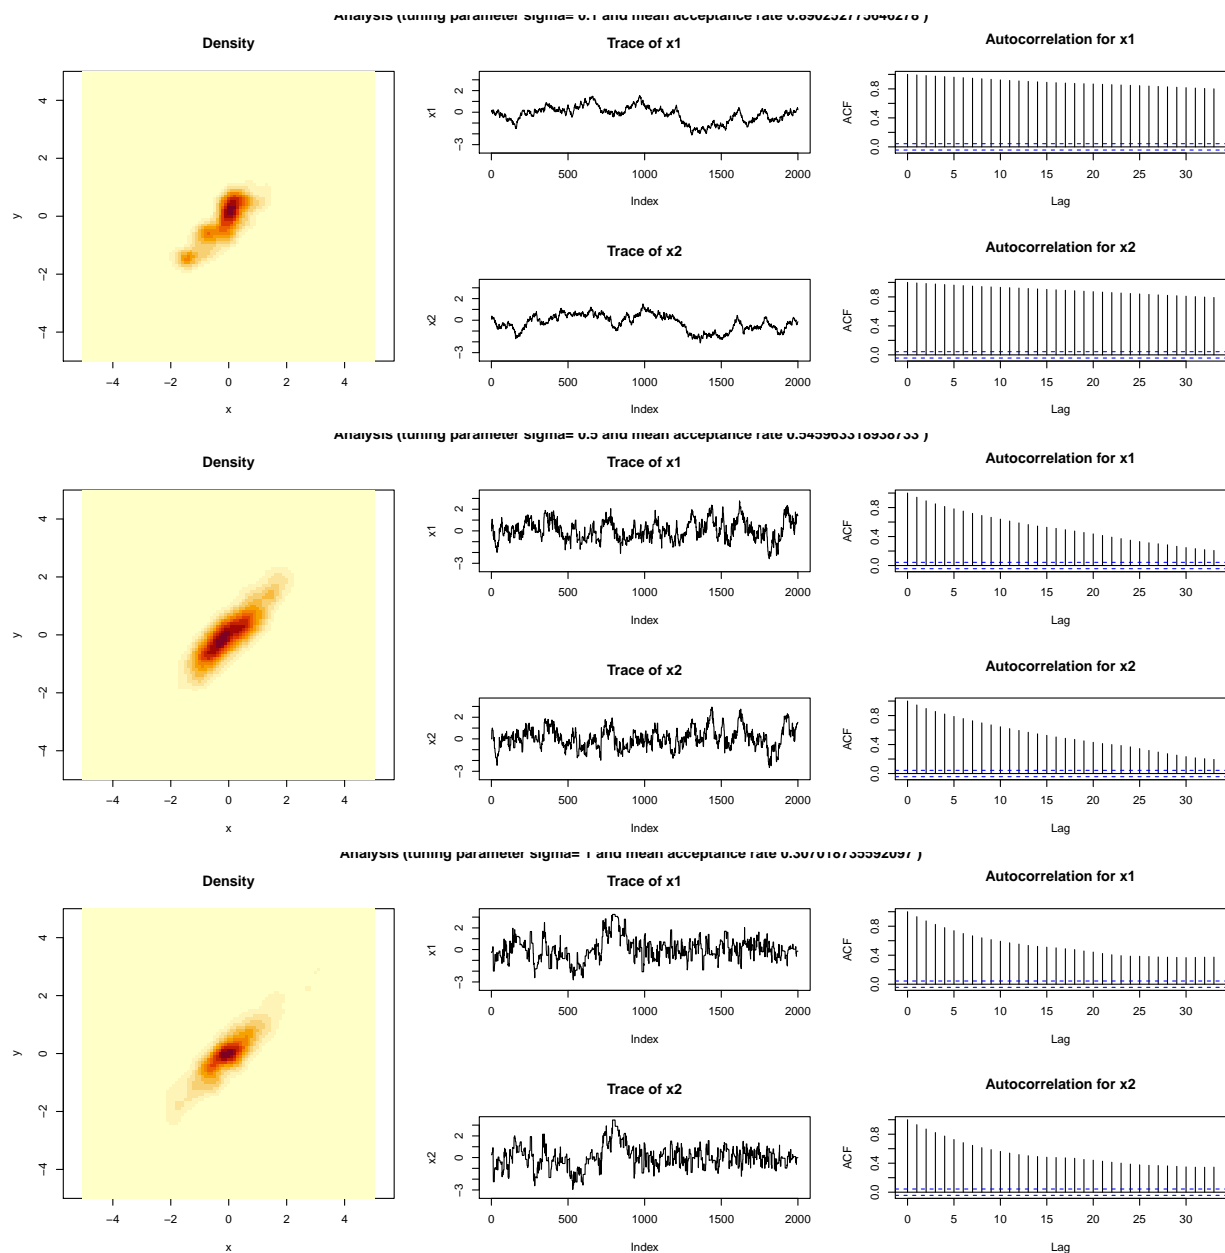 Analysis (tuning parameter sigma= 0.1 and mean acceptance rate 0.890252775646278 )
Density
Trace of x1
Autocorrelation for x1
4
2
0
−2
−4
y
−4 −2 0 2 4
x
2
0
−3
x1
0 500 1000 1500 2000
Index
0.8
0.4
0.0
ACF
0 5 10 15 20 25 30
Lag
Trace of x2
Autocorrelation for x2
2
0
−3
x2
0 500 1000 1500 2000
Index
0.8
0.4
0.0
ACF
0 5 10 15 20 25 30
Lag
Analysis (tuning parameter sigma= 0.5 and mean acceptance rate 0.545963318938733 )
Density
Trace of x1
Autocorrelation for x1
4
2
0
−2
−4
y
−4 −2 0 2 4
x
2
0
−3
x1
0 500 1000 1500 2000
Index
0.8
0.4
0.0
ACF
0 5 10 15 20 25 30
Lag
Trace of x2
Autocorrelation for x2
2
0
−3
x2
0 500 1000 1500 2000
Index
0.8
0.4
0.0
ACF
0 5 10 15 20 25 30
Lag
Analysis (tuning parameter sigma= 1 and mean acceptance rate 0.307018735592097 )
Density
Trace of x1
Autocorrelation for x1
4
2
0
−2
−4
y
−4 −2 0 2 4
x
2
0
−3
x1
0 500 1000 1500 2000
Index
0.8
0.4
0.0
ACF
0 5 10 15 20 25 30
Lag
Trace of x2
Autocorrelation for x2
2
0
−3
x2
0 500 1000 1500 2000
Index
0.8
0.4
0.0
ACF
0 5 10 15 20 25 30
Lag